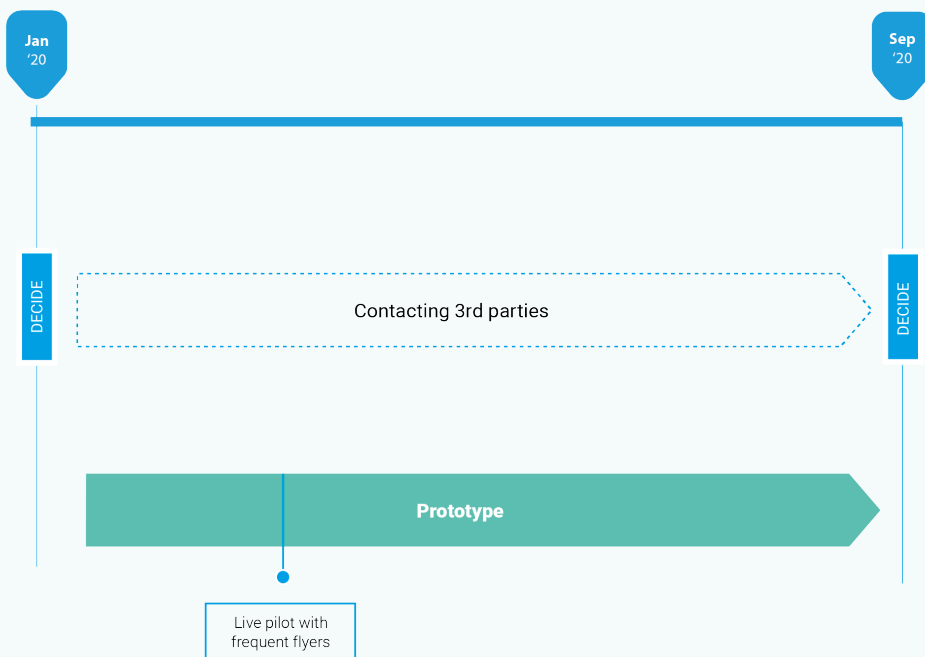 Jan
‘20
Sep
‘20
DECIDE
Contacting 3rd parties
DECIDE
Prototype
Live pilot with
frequent flyers